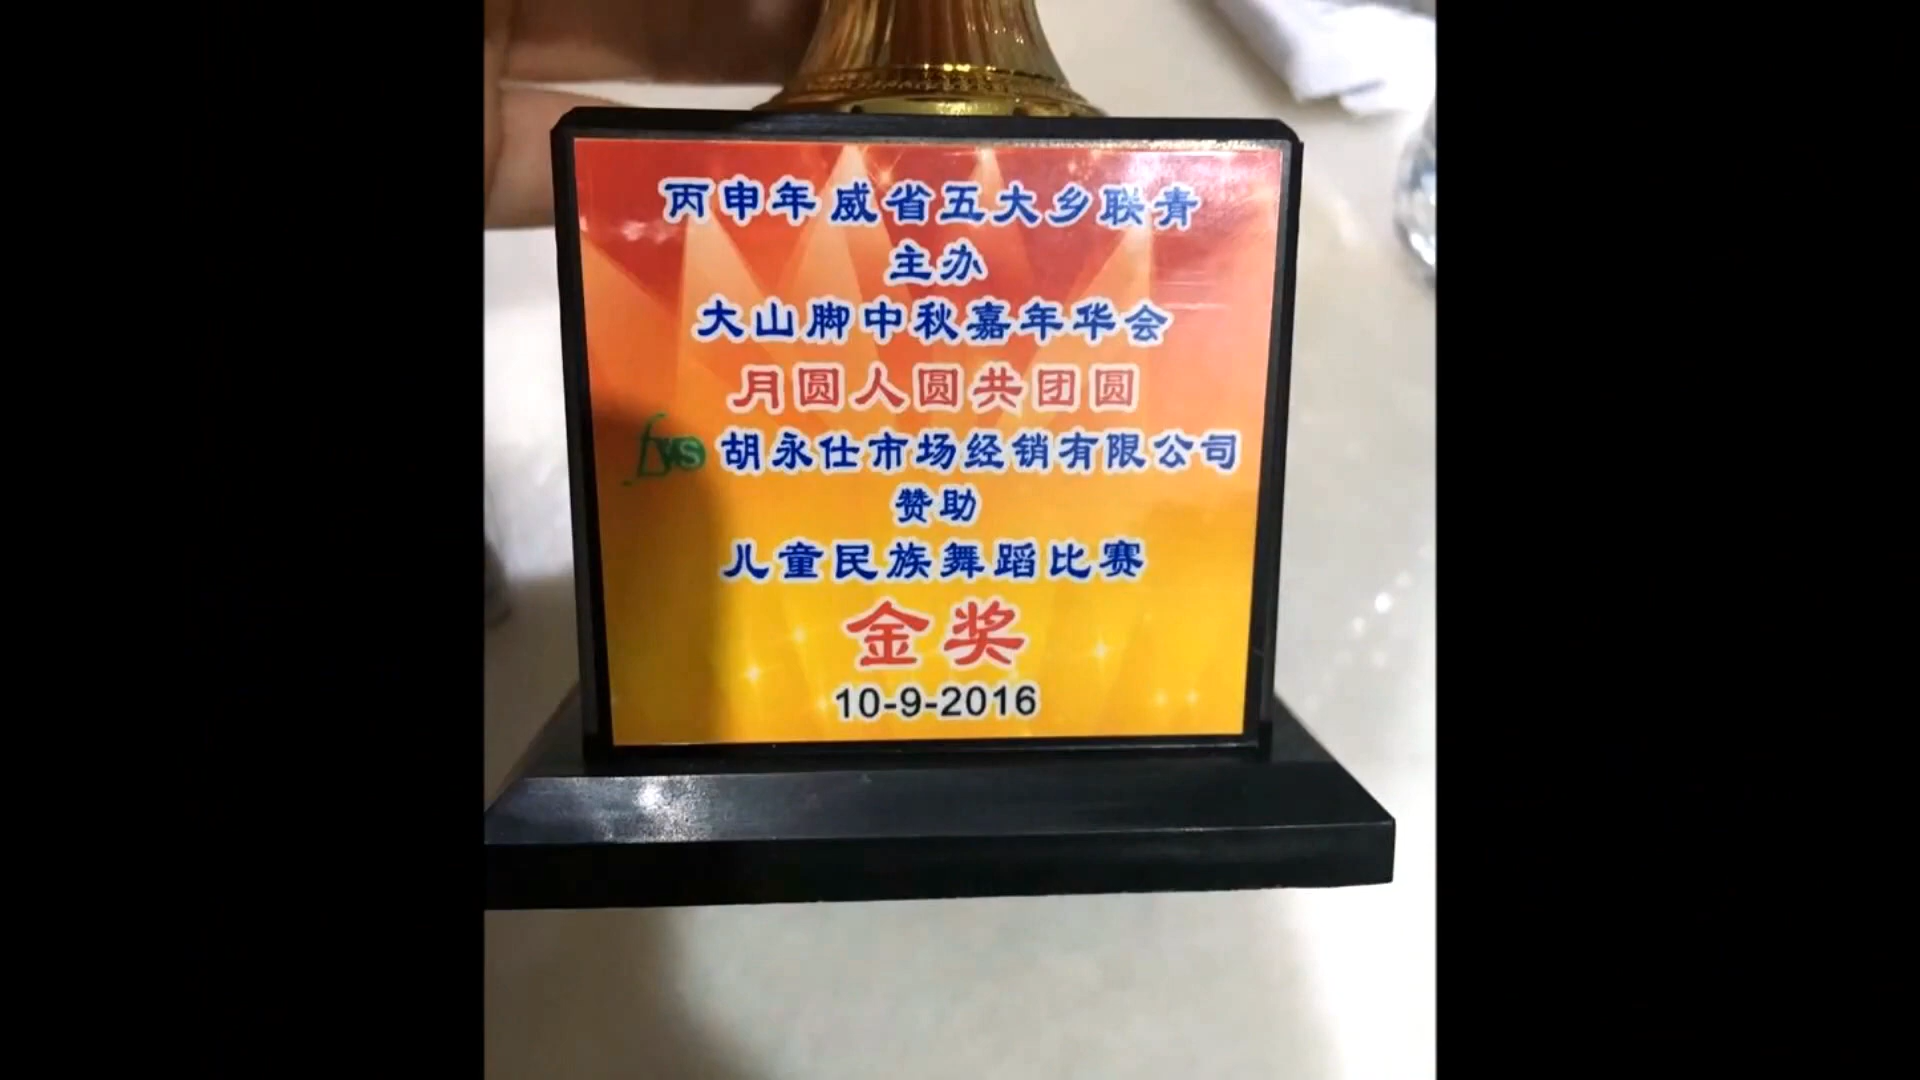 丙申年威省五大乡联青
主办
大山脚中秋嘉年华会
月圆人圆共团圆
fys 胡永仕市场经销有限公司
赞助
儿童民族舞蹈比赛
金奖
10-9-2016